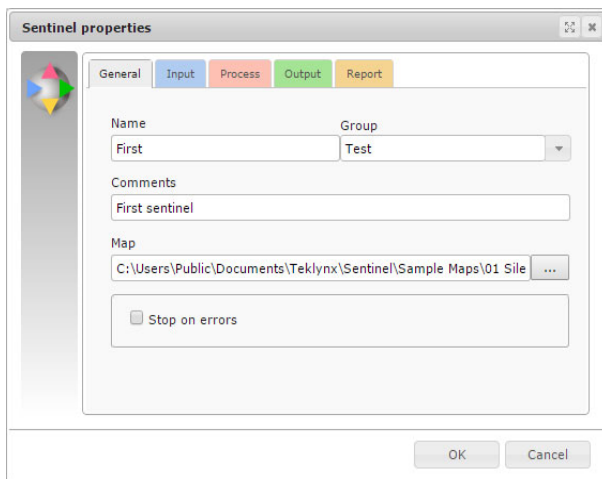 Sentinel properties
General Input Process Output Report
Name Group
First Test
Comments
First sentinel
Map
C:\Users\Public\Documents\Teklynx\Sentinel\Sample Maps\01 Sile ...
Stop on errors
OK Cancel